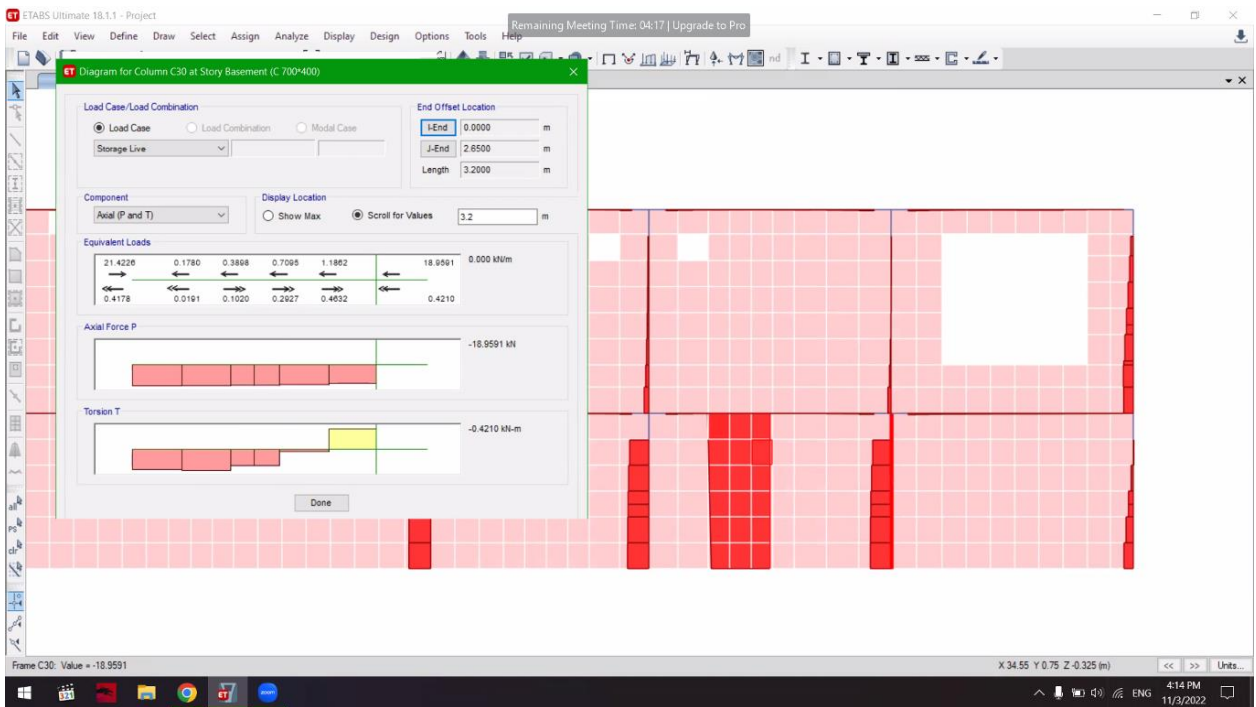 ETABS Ultimate 18.1.1 - Project
Remaining Meeting Time: 04:17 | Upgrade to Pro
File Edit View Define Draw Select Assign Analyze Display Design Options Tools Help
nd
Diagram for Column C30 at Story Basement (C 700*400)
Load Case/Load Combination
Load Case Load Combination Modal Case
Storage Live
End Offset Location
I-End 0.0000 m
J-End 2.6500 m
Length 3.2000 m
Component
Axial (P and T)
Display Location
Show Max Scroll for Values 3.2 m
Equivalent Loads
21.4226 0.1780 0.3898 0.7095 1.1862 18.9591 0.000 kN/m
0.4178 0.0191 0.1020 0.2927 0.4632 0.4210
Axial Force P
-18.9591 kN
Torsion T
-0.4210 kN-m
Done
all
ps
clr
Frame C30: Value = -18.9591
X 34.55 Y 0.75 Z -0.325 (m)
<< >> Units...
321
zoom
ENG
4:14 PM
11/3/2022